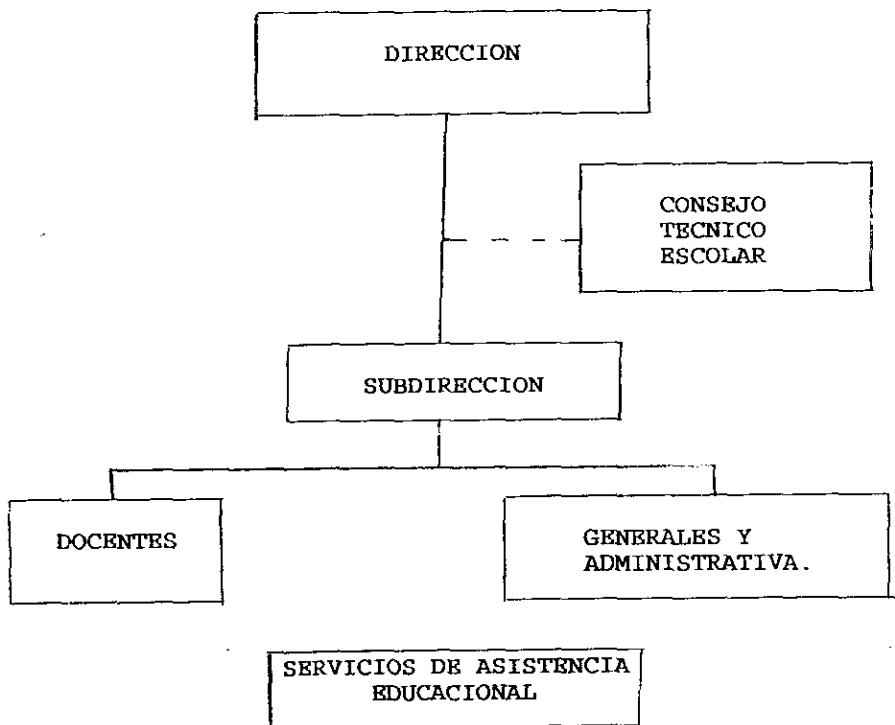 DIRECCION
CONSEJO
TECNICO
ESCOLAR
SUBDIRECCION
DOCENTES
GENERALES Y
ADMINISTRATIVA.
SERVICIOS DE ASISTENCIA
EDUCACIONAL